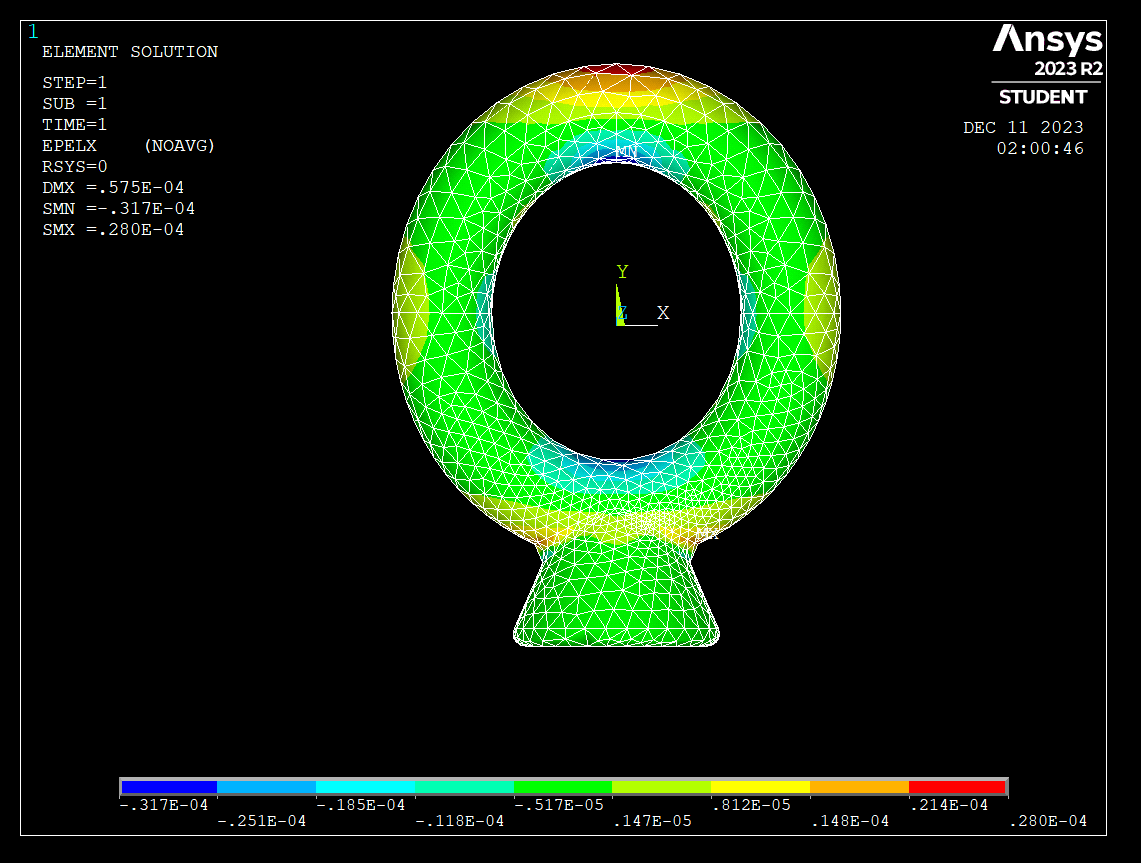 1
ELEMENT SOLUTION
STEP=1
SUB =1
TIME=1
EPELX (NOAVG)
RSYS=0
DMX =.575E-04
SMN =-.317E-04
SMX =.280E-04
Ansys
2023 R2
STUDENT
DEC 11 2023
02:00:46
MN
Y
Z X
MX
-.317E-04 -.185E-04 -.517E-05 .812E-05 .214E-04
-.251E-04 -.118E-04 .147E-05 .148E-04 .280E-04